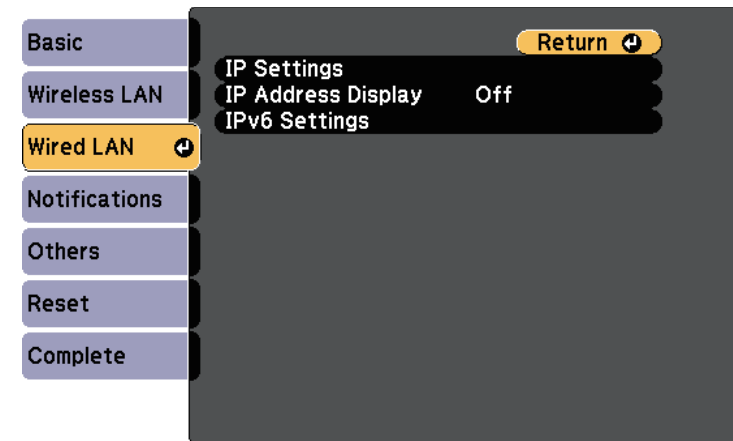 Basic
Wireless LAN
Wired LAN
Notifications
Others
Reset
Complete
Return
IP Settings
IP Address Display Off
IPv6 Settings